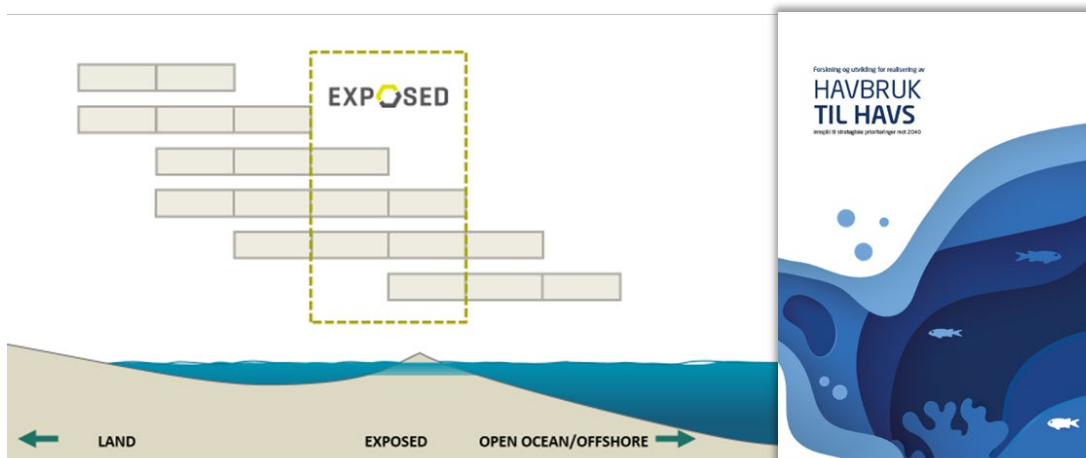 EXPOSED
LAND
EXPOSED
OPEN OCEAN/OFFSHORE
Forskning og utvikling for realisering av
HAVBRUK
TIL HAVS
Innspill til strategiske prioriteringer mot 2040